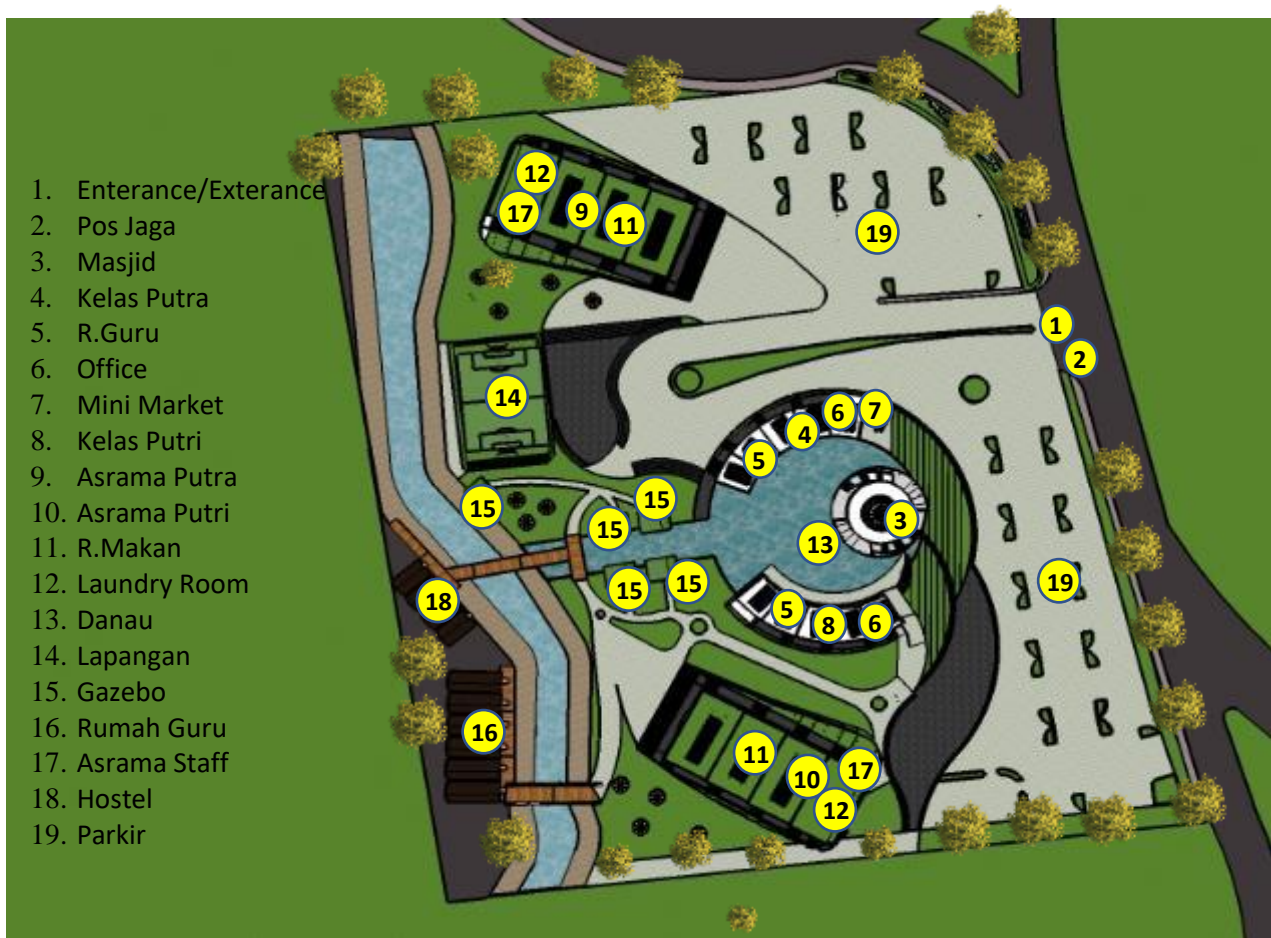 1. Enterance/Exterance
2. Pos Jaga
3. Masjid
4. Kelas Putra
5. R.Guru
6. Office
7. Mini Market
8. Kelas Putri
9. Asrama Putra
10. Asrama Putri
11. R.Makan
12. Laundry Room
13. Danau
14. Lapangan
15. Gazebo
16. Rumah Guru
17. Asrama Staff
18. Hostel
19. Parkir
12
17
9
11
19
1
2
14
6
7
4
5
15
15
15
3
13
15
15
18
19
5
8
6
16
11
10
17
12